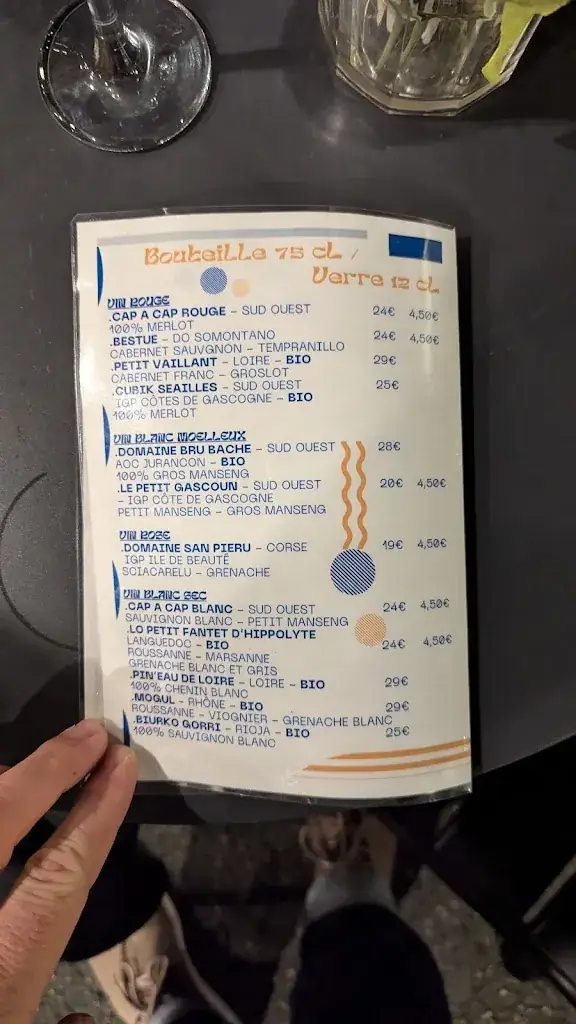 Bouteille 75 cL /
Verre 12 cL
VIN ROUGE
.CAP A CAP ROUGE – SUD OUEST 24€ 4,50€
100% MERLOT
.BESTUE – DO SOMONTANO 24€ 4,50€
CABERNET SAUVGNÓN – TEMPRANILLO
.PETIT VAILLANT – LOIRE – BIO 29€
CABERNET FRANC – GROSLOT
.CUBIK SEAILLES – SUD OUEST 25€
IGP CÔTES DE GASCOGNE – BIO
100% MERLOT
VIN BLANC MOELLEUX
.DOMAINE BRU BACHE – SUD OUEST 28€
AOC JURANCON – BIO
100% GROS MANSENG
.LE PETIT GASCOUN – SUD OUEST 20€ 4,50€
– IGP CÔTE DE GASCOGNE
PETIT MANSENG – GROS MANSENG
VIN ROSE
.DOMAINE SAN PIERU – CORSE 19€ 4,50€
IGP ILE DE BEAUTÉ
SCIACARELU – GRENACHE
VIN BLANC SEC
.CAP A CAP BLANC – SUD OUEST 24€ 4,50€
SAUVIGNON BLANC – PETIT MANSENG
.LO PETIT FANTET D'HIPPOLYTE
LANGUEDOC – BIO 24€ 4,50€
ROUSSANNE – MARSANNE
GRENACHE BLANC ET GRIS
.PIN'EAU DE LOIRE – LOIRE – BIO 29€
100% CHENIN BLANC
.MOGUL – RHÔNE – BIO 29€
ROUSSANNE – VIOGNIER – GRENACHE BLANC
.BIURKO GORRI – RIOJA – BIO 25€
100% SAUVIGNON BLANC